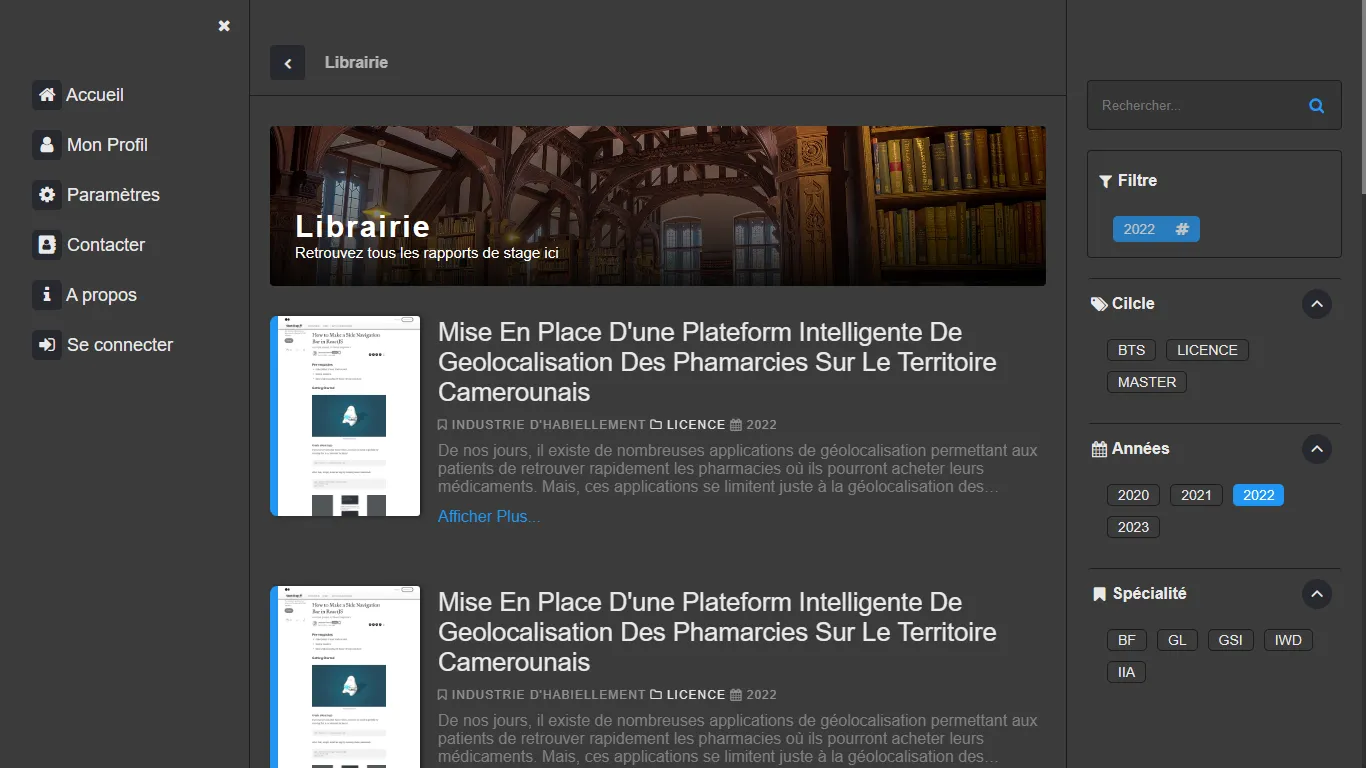 Accueil
Mon Profil
Paramètres
Contacter
A propos
Se connecter
Librairie
Librairie
Retrouvez tous les rapports de stage ici
Mise En Place D'une Plateform Intelligente De
Geolocalisation Des Phamarcies Sur Le Territoire
Camerounais
INDUSTRIE D'HABIELLEMENT LICENCE 2022
De nos jours, il existe de nombreuses applications de géolocalisation permettant aux
patients de retrouver rapidement les pharmacies où ils pourront acheter leurs
médicaments. Mais, ces applications se limitent juste à la géolocalisation des…
Afficher Plus...
How to Make a Side Navigation
Bar in ReactJS
Mise En Place D'une Plateform Intelligente De
Geolocalisation Des Phamarcies Sur Le Territoire
Camerounais
INDUSTRIE D'HABIELLEMENT LICENCE 2022
De nos jours, il existe de nombreuses applications de géolocalisation permettant aux
patients de retrouver rapidement les pharmacies où ils pourront acheter leurs
médicaments. Mais, ces applications se limitent juste à la géolocalisation des…
How to Make a Side Navigation
Bar in ReactJS
Rechercher...
Filtre
2022 #
Cilcle
BTS LICENCE
MASTER
Années
2020 2021 2022
2023
Spécialité
BF GL GSI IWD
IIA